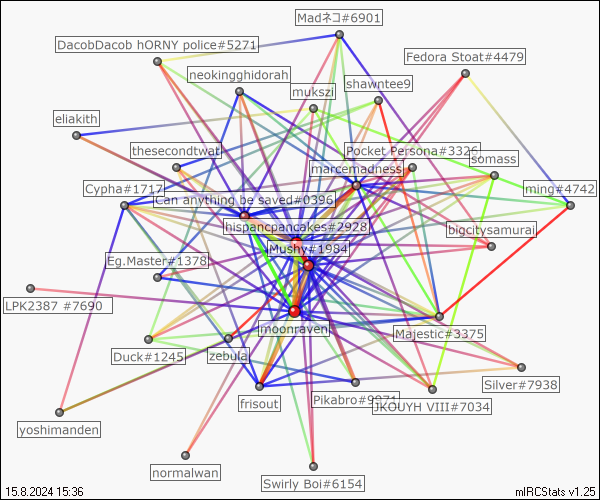 Madネコ#6901
DacobDacob hORNY police#5271
Fedora Stoat#4479
neokingghidorah
shawntee9
mukszi
eliakith
thesecondtwat
Pocket Persona#3326
somass
marcemadness
Cypha#1717
ming#4742
Can anything be saved#0396
hispancpancakes#2928
bigcitysamurai
Mushy#1984
Eg.Master#1378
LPK2387 #7690
moonraven
Majestic#3375
Duck#1245
zebulaj
Silver#7938
frisout
Pikabro#9871
JKOUYH VIII#7034
yoshimanden
normalwan
Swirly Boi#6154
15.8.2024 15:36
mIRCStats v1.25